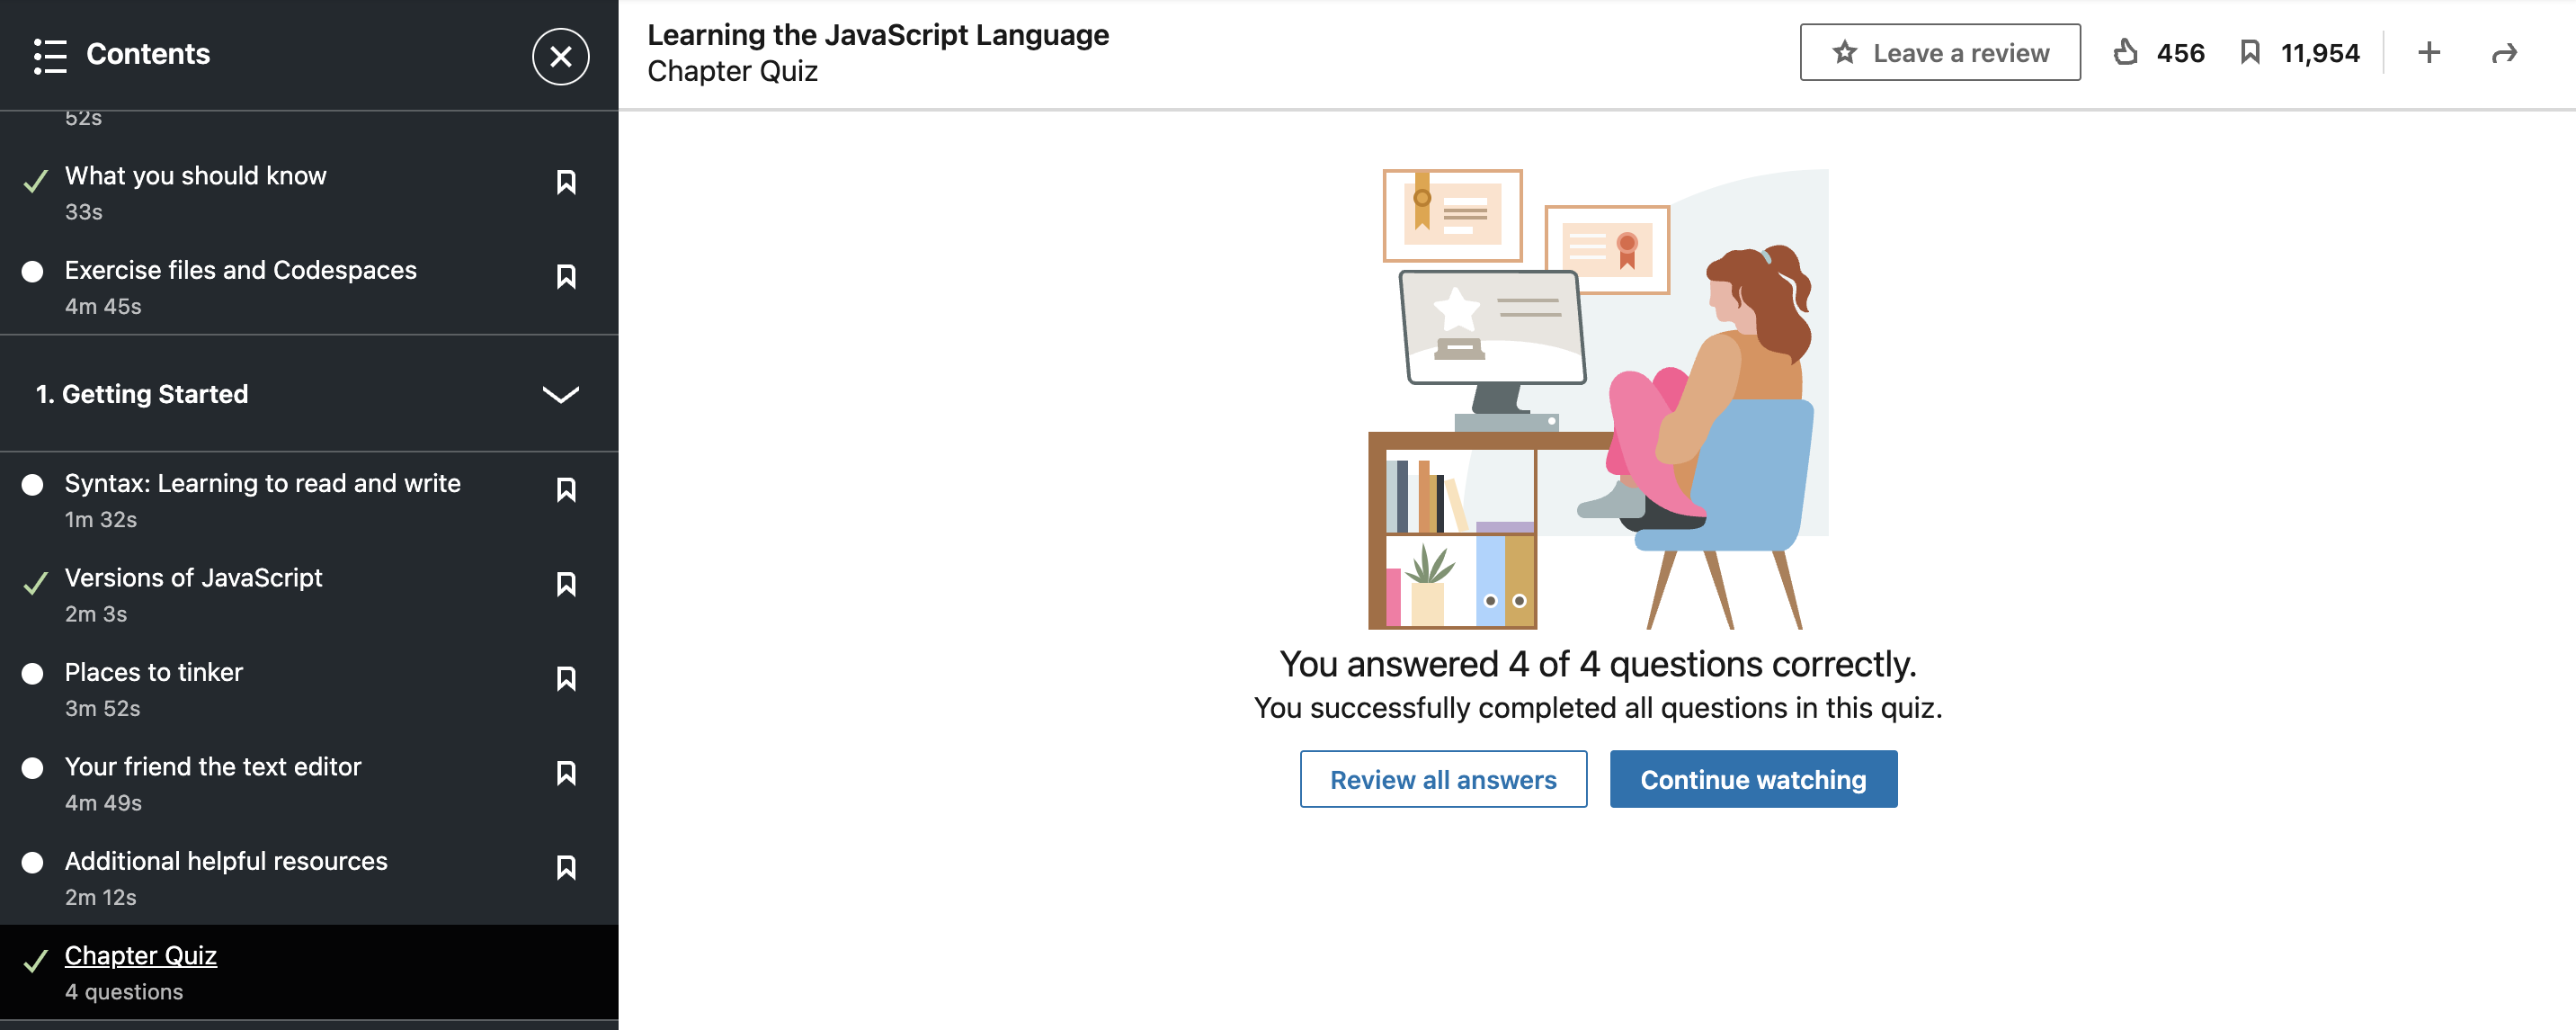 Contents
52s
What you should know
33s
Exercise files and Codespaces
4m 45s
1. Getting Started
Syntax: Learning to read and write
1m 32s
Versions of JavaScript
2m 3s
Places to tinker
3m 52s
Your friend the text editor
4m 49s
Additional helpful resources
2m 12s
Chapter Quiz
4 questions
Learning the JavaScript Language
Chapter Quiz
Leave a review
456
11,954
You answered 4 of 4 questions correctly.
You successfully completed all questions in this quiz.
Review all answers
Continue watching